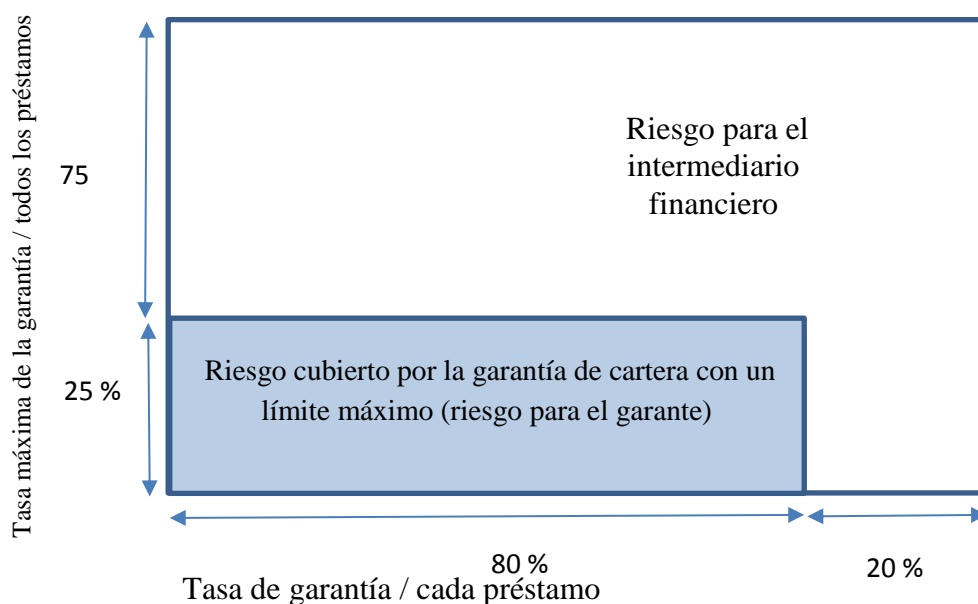 Tasa máxima de la garantía / todos los préstamos
75
25 %
Riesgo para el
intermediario
financiero
Riesgo cubierto por la garantía de cartera con un
límite máximo (riesgo para el garante)
80 %
20 %
Tasa de garantía / cada préstamo